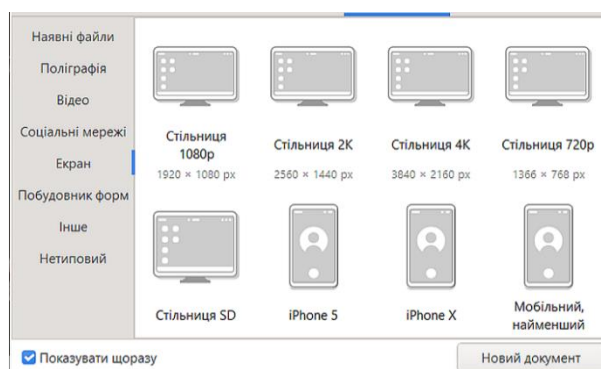 Наявні файли
Поліграфія
Відео
Соціальні мережі
Екран
Побудовник форм
Інше
Нетиповий
Стільниця
1080p
1920 × 1080 px
Стільниця 2K
2560 × 1440 px
Стільниця 4K
3840 × 2160 px
Стільниця 720p
1366 × 768 px
Стільниця SD
iPhone 5
iPhone X
Мобільний,
найменший
Показувати щоразу
Новий документ